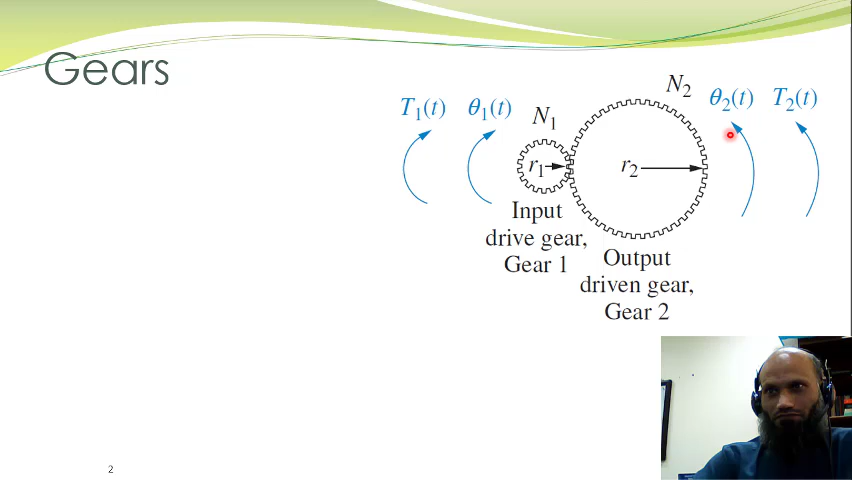 Gears
T1(t) θ1(t) N1
N2
θ2(t) T2(t)
r1
r2
Input
drive gear,
Gear 1
Output
driven gear,
Gear 2
2